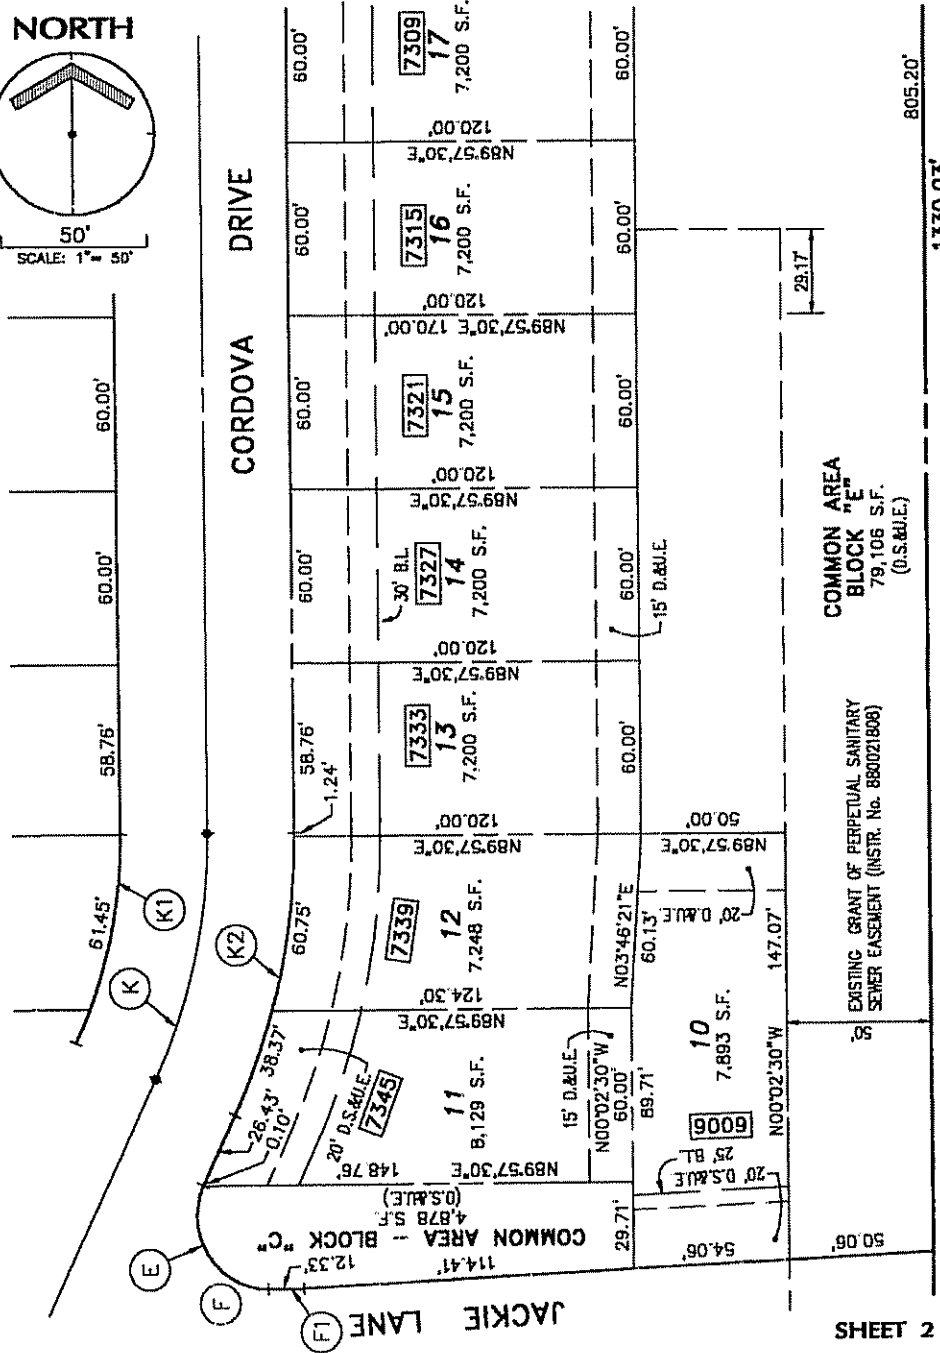 NORTH
50'
SCALE: 1"= 50'
CORDOVA DRIVE
60.00'
60.00'
58.76'
61.45'
K1
K
K2
E
F
F1
JACKIE LANE
60.00'
7309
17
7,200 S.F.
60.00'
120.00'
N89°57'30"E
60.00'
7315
16
7,200 S.F.
60.00'
120.00'
N89°57'30"E 170.00'
60.00'
7321
15
7,200 S.F.
60.00'
120.00'
N89°57'30"E
60.00'
30' B.L.
7327
14
7,200 S.F.
60.00'
15' D.&U.E.
120.00'
N89°57'30"E
58.76'
1.24'
7333
13
7,200 S.F.
60.00'
120.00'
N89°57'30"E
50.00'
N89°57'30"E
60.75'
7339
12
7,248 S.F.
N03°46'21"E
60.13'
20' D.&U.E.
124.30'
N89°57'30"E
38.37'
26.43'
0.10'
20' D.S.&U.E.
7345
11
8,129 S.F.
15' D.&U.E.
N00°02'30"W
60.00'
89.71'
148.76'
N89°57'30"E
10
7,893 S.F.
6006
147.07'
N00°02'30"W
25' B.L.
20' D.S.&U.E.
COMMON AREA - BLOCK "C"
4,878 S.F.
(D.S.&U.E.)
12.33'
114.41'
29.71'
54.06'
50.06'
29.17'
805.20'
COMMON AREA
BLOCK "E"
79,106 S.F.
(D.S.&U.E.)
EXISTING GRANT OF PERPETUAL SANITARY
SEWER EASEMENT (INSTR. No. 880021808)
50'
SHEET 2